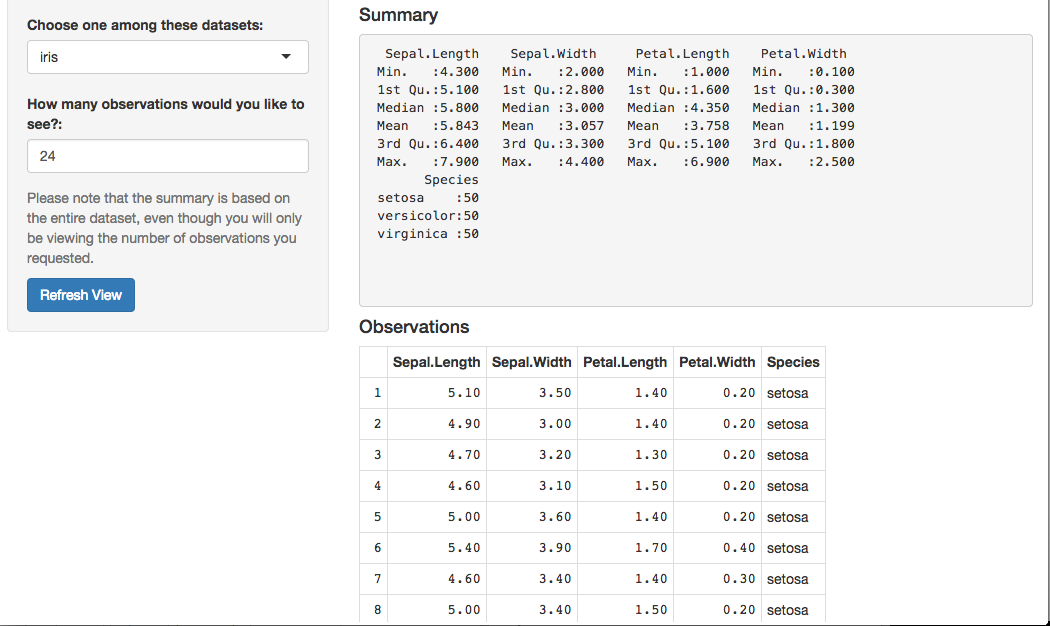 Choose one among these datasets:
iris
How many observations would you like to
see?:
24
Please note that the summary is based on
the entire dataset, even though you will only
be viewing the number of observations you
requested.
Refresh View
Summary
Sepal.Length Sepal.Width Petal.Length Petal.Width
Min. :4.300 Min. :2.000 Min. :1.000 Min. :0.100
1st Qu.:5.100 1st Qu.:2.800 1st Qu.:1.600 1st Qu.:0.300
Median :5.800 Median :3.000 Median :4.350 Median :1.300
Mean :5.843 Mean :3.057 Mean :3.758 Mean :1.199
3rd Qu.:6.400 3rd Qu.:3.300 3rd Qu.:5.100 3rd Qu.:1.800
Max. :7.900 Max. :4.400 Max. :6.900 Max. :2.500
Species
setosa :50
versicolor:50
virginica :50
Observations
Sepal.Length Sepal.Width Petal.Length Petal.Width Species
1 5.10 3.50 1.40 0.20 setosa
2 4.90 3.00 1.40 0.20 setosa
3 4.70 3.20 1.30 0.20 setosa
4 4.60 3.10 1.50 0.20 setosa
5 5.00 3.60 1.40 0.20 setosa
6 5.40 3.90 1.70 0.40 setosa
7 4.60 3.40 1.40 0.30 setosa
8 5.00 3.40 1.50 0.20 setosa